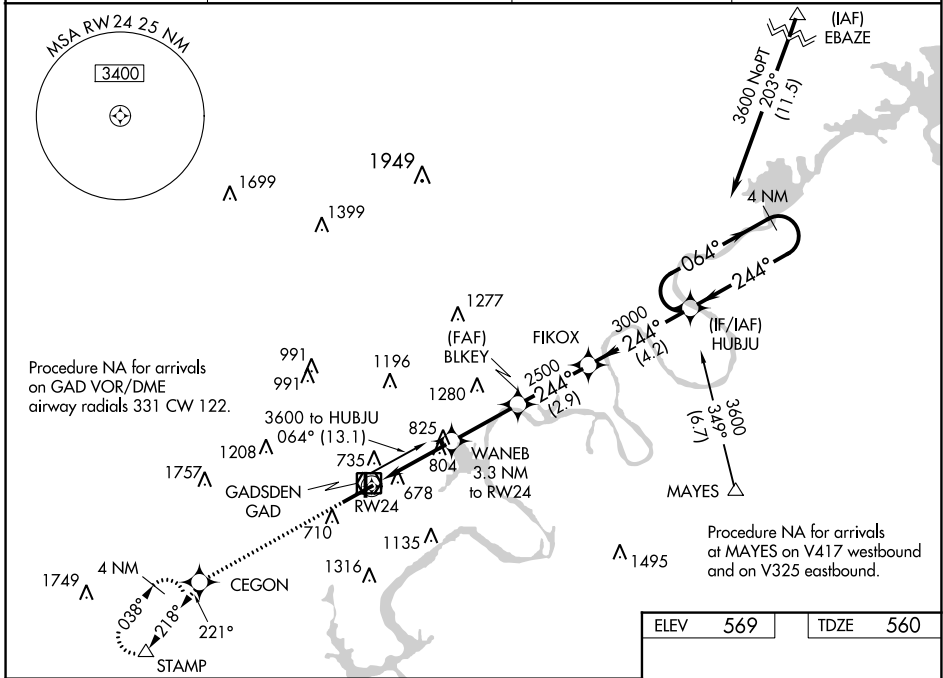 MSA RW24 25 NM
3400
(IAF)
EBAZE
3600 NoPT
203°
(11.5)
1949
1699
1399
4 NM
064°
244°
1277
(IF/IAF)
HUBJU
3000
244°
(4.2)
FIKOX
(FAF)
BLKEY
2500
244°
(2.9)
Procedure NA for arrivals
on GAD VOR/DME
airway radials 331 CW 122.
991
991
1196
1280
3600 to HUBJU
064° (13.1)
825
804
WANEB
3.3 NM
to RW24
3600
349°
(6.7)
MAYES
1208
735
1757
678
GADSDEN
GAD
RW24
710
1135
1316
1495
Procedure NA for arrivals
at MAYES on V417 westbound
and on V325 eastbound.
1749
4 NM
CEGON
038°
218°
221°
STAMP
ELEV 569
TDZE 560